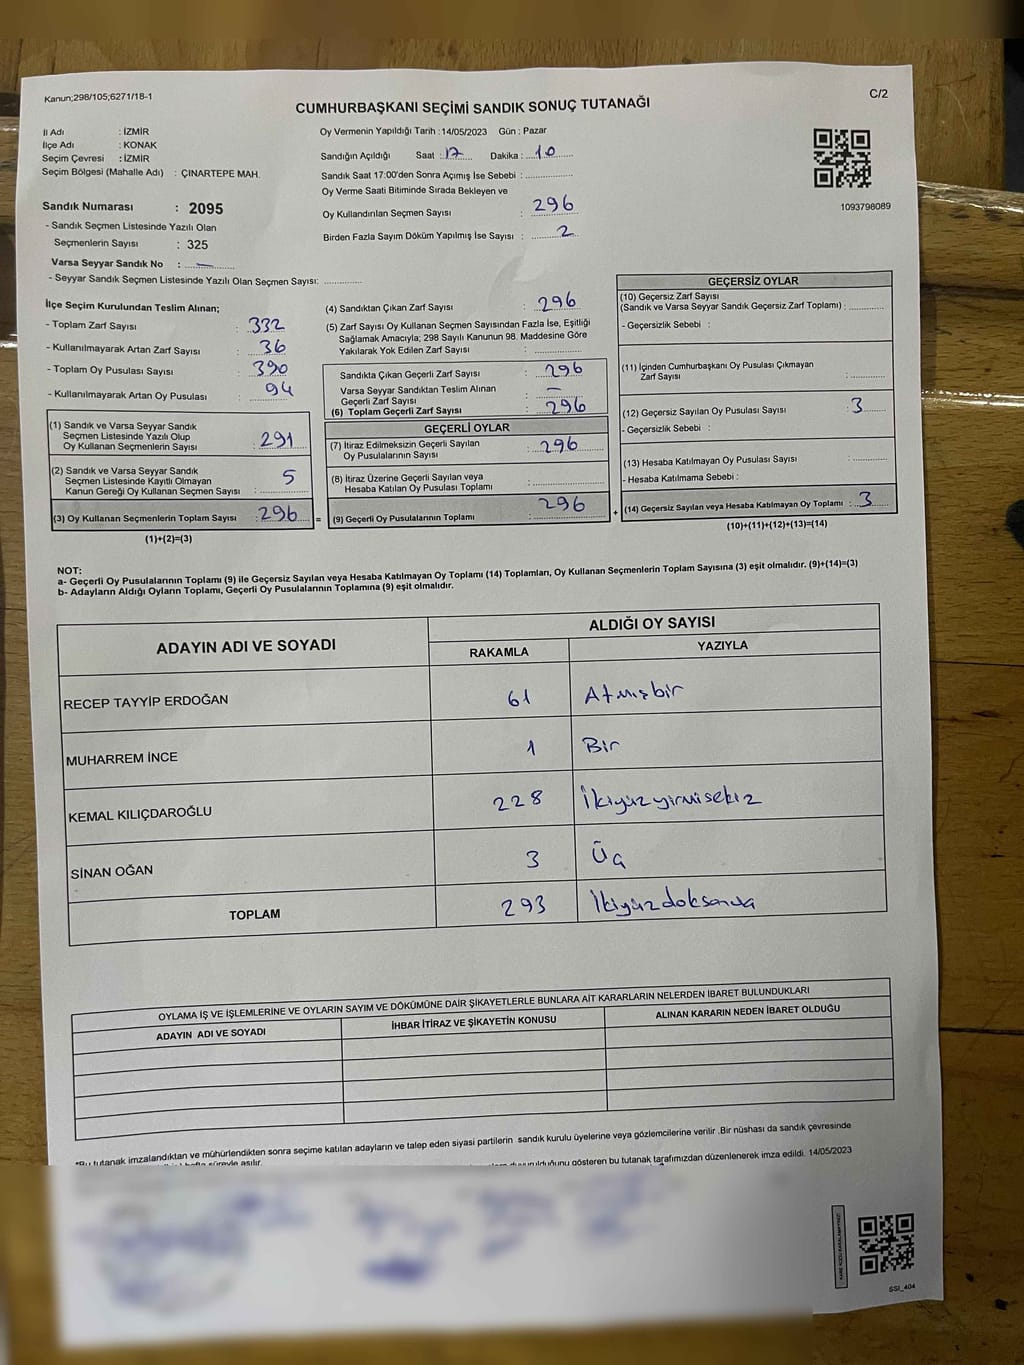 Kanun;298/105;6271/18-1
C/2
CUMHURBAŞKANI SEÇİMİ SANDIK SONUÇ TUTANAĞI
İl Adı : İZMİR
İlçe Adı : KONAK
Seçim Çevresi : İZMİR
Seçim Bölgesi (Mahalle Adı) : ÇINARTEPE MAH.
Sandık Numarası : 2095
- Sandık Seçmen Listesinde Yazılı Olan
Seçmenlerin Sayısı : 325
Varsa Seyyar Sandık No : —
- Seyyar Sandık Seçmen Listesinde Yazılı Olan Seçmen Sayısı:
Oy Vermenin Yapıldığı Tarih : 14/05/2023 Gün : Pazar
Sandığın Açıldığı Saat : 17 Dakika : 10
Sandık Saat 17:00'den Sonra Açımış İse Sebebi :
Oy Verme Saati Bitiminde Sırada Bekleyen ve
Oy Kullandırılan Seçmen Sayısı : 296
Birden Fazla Sayım Döküm Yapılmış İse Sayısı : 2
1093798089
İlçe Seçim Kurulundan Teslim Alınan;
- Toplam Zarf Sayısı : 332
- Kullanılmayarak Artan Zarf Sayısı : 36
- Toplam Oy Pusulası Sayısı : 390
- Kullanılmayarak Artan Oy Pusulası : 94
(1) Sandık ve Varsa Seyyar Sandık
Seçmen Listesinde Yazılı Olup
Oy Kullanan Seçmenlerin Sayısı : 291
(2) Sandık ve Varsa Seyyar Sandık
Seçmen Listesinde Kayıtlı Olmayan
Kanun Gereği Oy Kullanan Seçmen Sayısı : 5
(3) Oy Kullanan Seçmenlerin Toplam Sayısı : 296 =
(1)+(2)=(3)
(4) Sandıktan Çıkan Zarf Sayısı : 296
(5) Zarf Sayısı Oy Kullanan Seçmen Sayısından Fazla İse, Eşitliği
Sağlamak Amacıyla; 298 Sayılı Kanunun 98. Maddesine Göre
Yakılarak Yok Edilen Zarf Sayısı :
Sandıkta Çıkan Geçerli Zarf Sayısı : 296
Varsa Seyyar Sandıktan Teslim Alınan
Geçerli Zarf Sayısı : —
(6) Toplam Geçerli Zarf Sayısı : 296
GEÇERLİ OYLAR
(7) İtiraz Edilmeksizin Geçerli Sayılan
Oy Pusulalarının Sayısı : 296
(8) İtiraz Üzerine Geçerli Sayılan veya
Hesaba Katılan Oy Pusulası Toplamı :
(9) Geçerli Oy Pusulalarının Toplamı : 296 +
GEÇERSİZ OYLAR
(10) Geçersiz Zarf Sayısı
(Sandık ve Varsa Seyyar Sandık Geçersiz Zarf Toplamı) :
- Geçersizlik Sebebi :
(11) İçinden Cumhurbaşkanı Oy Pusulası Çıkmayan
Zarf Sayısı :
(12) Geçersiz Sayılan Oy Pusulası Sayısı : 3
- Geçersizlik Sebebi :
(13) Hesaba Katılmayan Oy Pusulası Sayısı :
- Hesaba Katılmama Sebebi :
(14) Geçersiz Sayılan veya Hesaba Katılmayan Oy Toplamı : 3
(10)+(11)+(12)+(13)=(14)
NOT:
a- Geçerli Oy Pusulalarının Toplamı (9) ile Geçersiz Sayılan veya Hesaba Katılmayan Oy Toplamı (14) Toplamları, Oy Kullanan Seçmenlerin Toplam Sayısına (3) eşit olmalıdır. (9)+(14)=(3)
b- Adayların Aldığı Oyların Toplamı, Geçerli Oy Pusulalarının Toplamına (9) eşit olmalıdır.
ADAYIN ADI VE SOYADI
ALDIĞI OY SAYISI
RAKAMLA
YAZIYLA
RECEP TAYYİP ERDOĞAN 61 Atmışbir
MUHARREM İNCE 1 Bir
KEMAL KILIÇDAROĞLU 228 İkiyüzyirmisekiz
SİNAN OĞAN 3 Üç
TOPLAM 293 İkiyüzdoksanüç
OYLAMA İŞ VE İŞLEMLERİNE VE OYLARIN SAYIM VE DÖKÜMÜNE DAİR ŞİKAYETLERLE BUNLARA AİT KARARLARIN NELERDEN İBARET BULUNDUKLARI
ADAYIN ADI VE SOYADI
İHBAR İTİRAZ VE ŞİKAYETİN KONUSU
ALINAN KARARIN NEDEN İBARET OLDUĞU
*Bu tutanak imzalandıktan ve mühürlendikten sonra seçime katılan adayların ve talep eden siyasi partilerin sandık kurulu üyelerine veya gözlemcilerine verilir .Bir nüshası da sandık çevresinde
süreyle asılır.
duyurulduğunu gösteren bu tutanak tarafımızdan düzenlenerek imza edildi. 14/05/2023
SSI_404